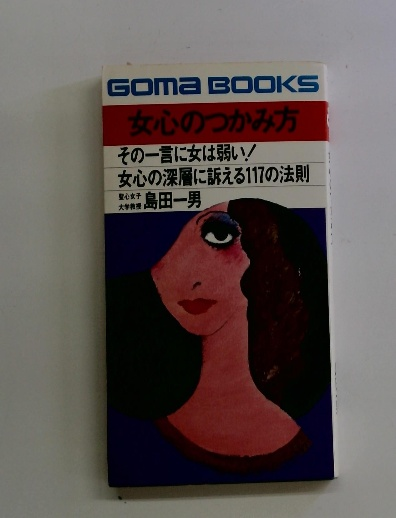 GOMA BOOKS
女心のつかみ方
その一言に女は弱い!
女心の深層に訴える117の法則
聖心女子
大学教授 島田一男